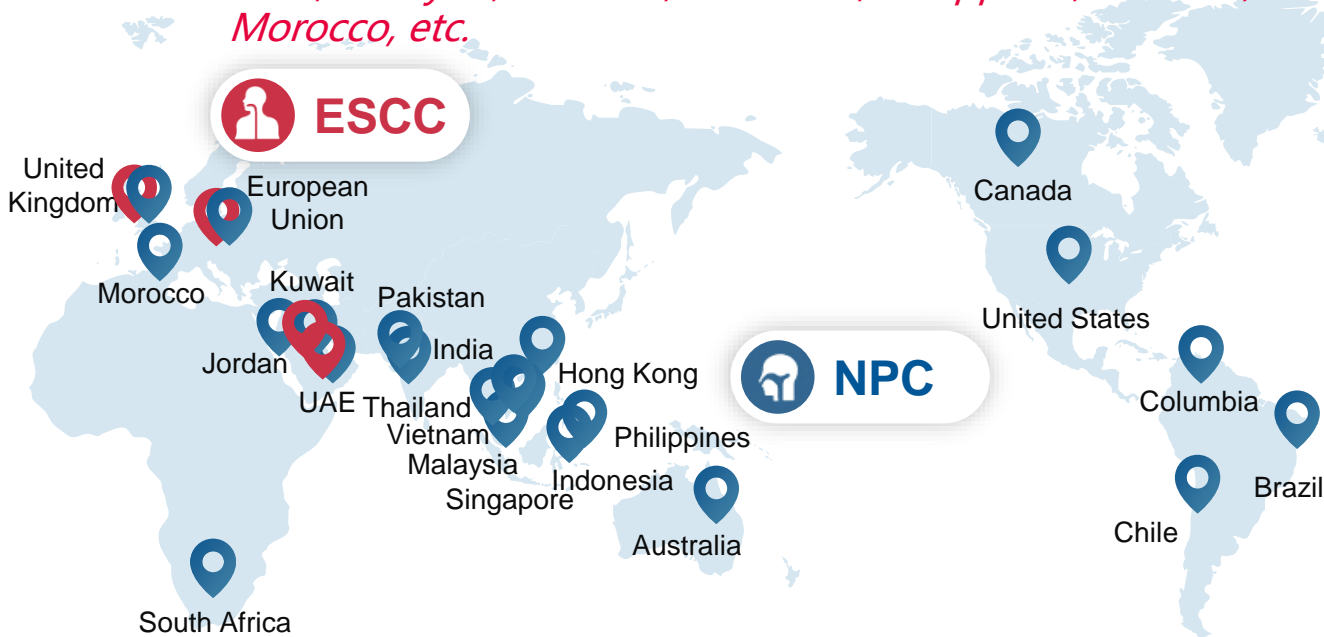 Morocco, etc.
ESCC
United
Kingdom
European
Union
Morocco
Kuwait
Pakistan
Jordan
India
UAE
Thailand
Hong Kong
Vietnam
Philippines
Malaysia
Indonesia
Singapore
Australia
South Africa
NPC
Canada
United States
Columbia
Brazil
Chile